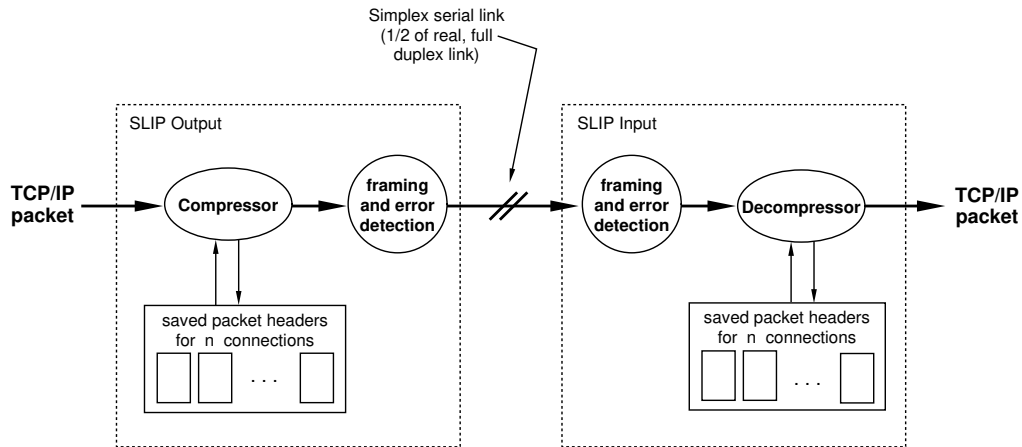 Simplex serial link
(1/2 of real, full
duplex link)
SLIP Output
SLIP Input
TCP/IP
packet
Compressor
framing
and error
detection
framing
and error
detection
Decompressor
TCP/IP
packet
saved packet headers
for n connections
. . .
saved packet headers
for n connections
. . .